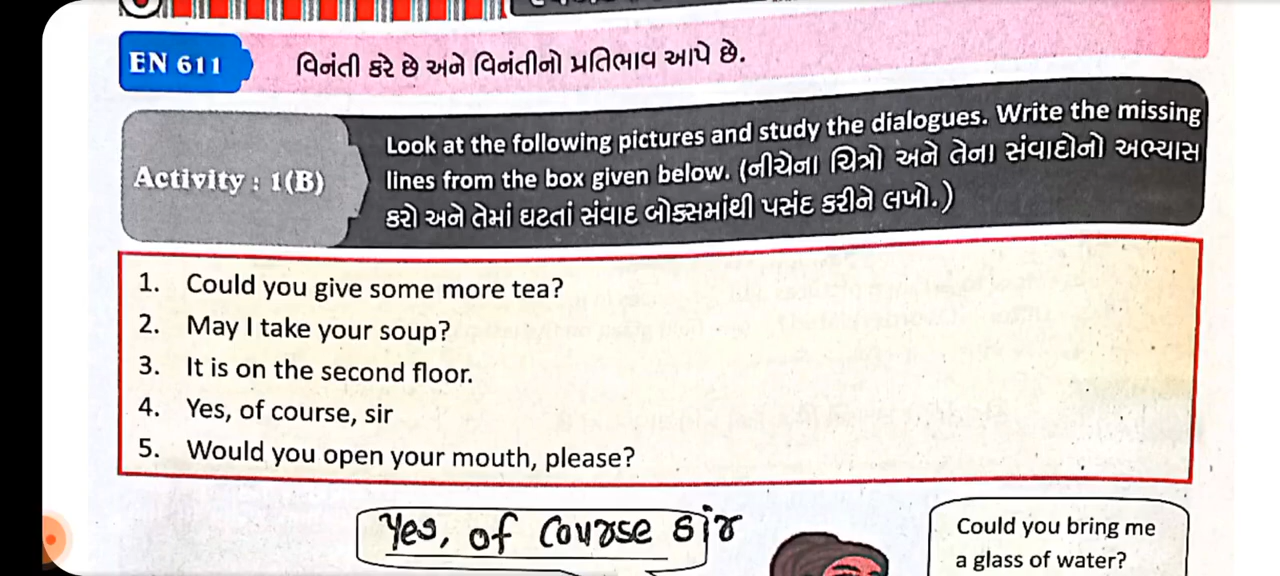 EN 611
વિનંતી કરે છે અને વિનંતીનો પ્રતિભાવ આપે છે.
Activity : 1(B)
Look at the following pictures and study the dialogues. Write the missing
lines from the box given below. (નીચેના ચિત્રો અને તેના સંવાદોનો અભ્યાસ
કરો અને તેમાં ઘટતાં સંવાદ બોક્સમાંથી પસંદ કરીને લખો.)
1. Could you give some more tea?
2. May I take your soup?
3. It is on the second floor.
4. Yes, of course, sir
5. Would you open your mouth, please?
Yes, of course sir
Could you bring me
a glass of water?